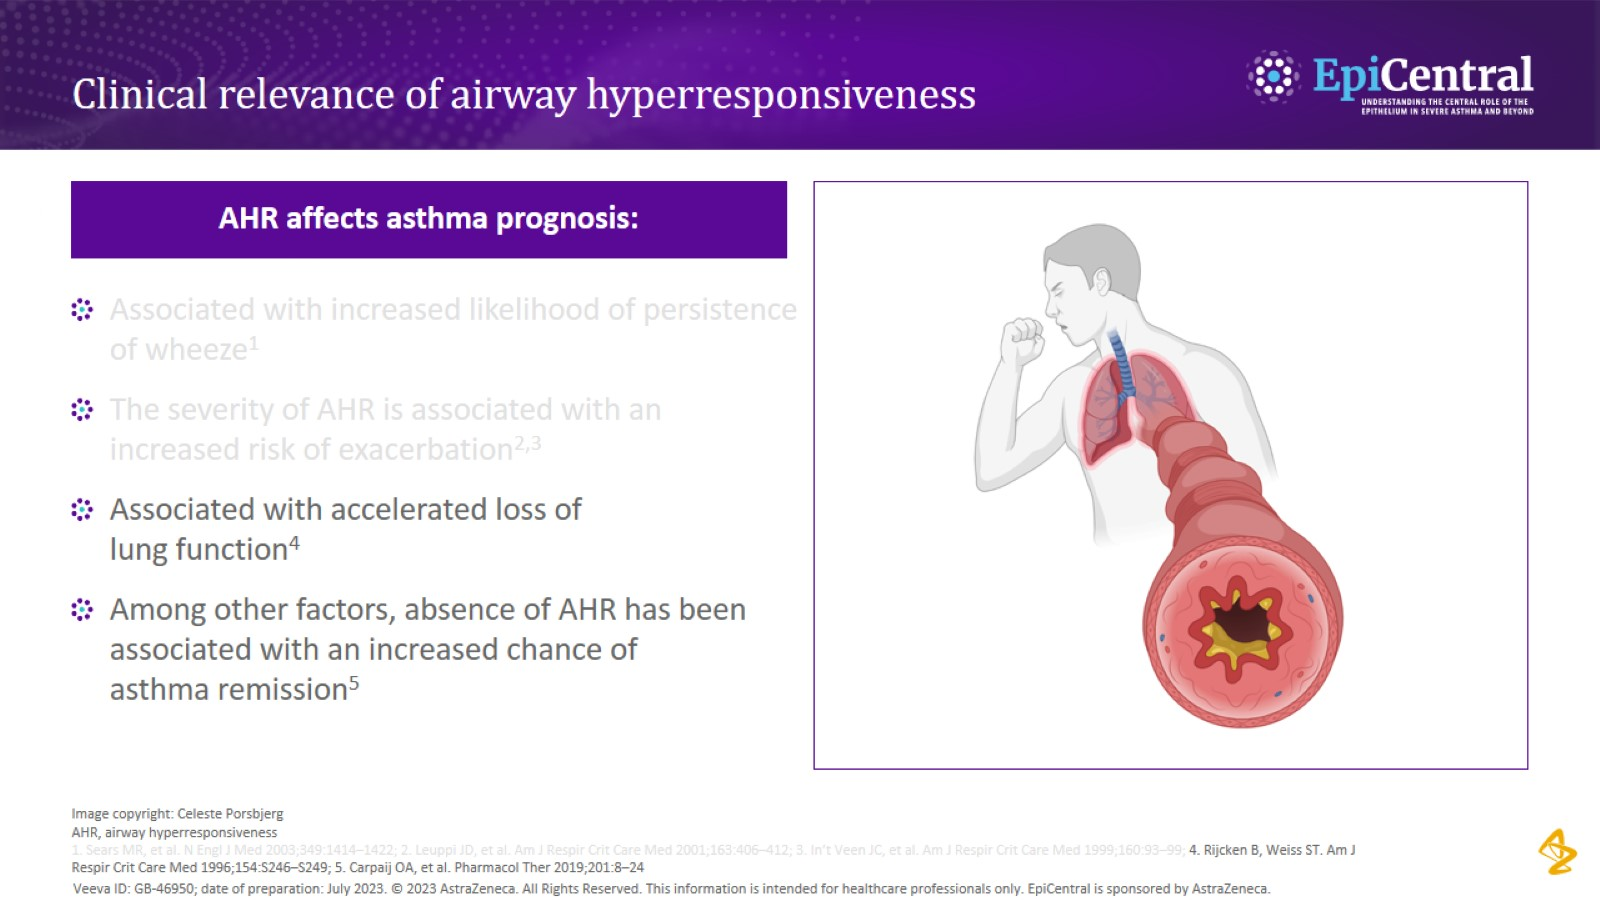 Clinical relevance of airway hyperresponsiveness
EpiCentral
UNDERSTANDING THE CENTRAL ROLE OF THE
EPITHELIUM IN SEVERE ASTHMA AND BEYOND
AHR affects asthma prognosis:
Associated with increased likelihood of persistence
of wheeze¹
The severity of AHR is associated with an
increased risk of exacerbation²,³
Associated with accelerated loss of
lung function⁴
Among other factors, absence of AHR has been
associated with an increased chance of
asthma remission⁵
Image copyright: Celeste Porsbjerg
AHR, airway hyperresponsiveness
1. Sears MR, et al. N Engl J Med 2003;349:1414–1422; 2. Leuppi JD, et al. Am J Respir Crit Care Med 2001;163:406–412; 3. In't Veen JC, et al. Am J Respir Crit Care Med 1999;160:93–99; 4. Rijcken B, Weiss ST. Am J
Respir Crit Care Med 1996;154:S246–S249; 5. Carpaij OA, et al. Pharmacol Ther 2019;201:8–24
Veeva ID: GB-46950; date of preparation: July 2023. © 2023 AstraZeneca. All Rights Reserved. This information is intended for healthcare professionals only. EpiCentral is sponsored by AstraZeneca.